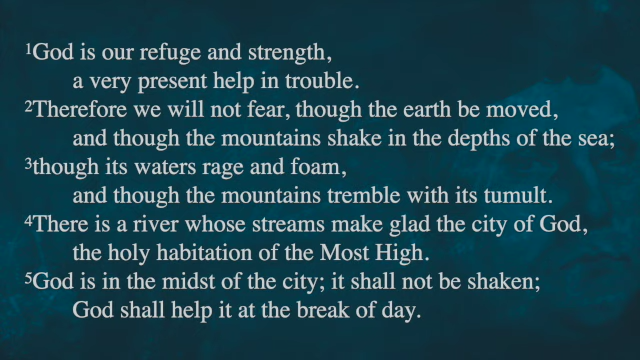 ¹God is our refuge and strength,
a very present help in trouble.
²Therefore we will not fear, though the earth be moved,
and though the mountains shake in the depths of the sea;
³though its waters rage and foam,
and though the mountains tremble with its tumult.
⁴There is a river whose streams make glad the city of God,
the holy habitation of the Most High.
⁵God is in the midst of the city; it shall not be shaken;
God shall help it at the break of day.